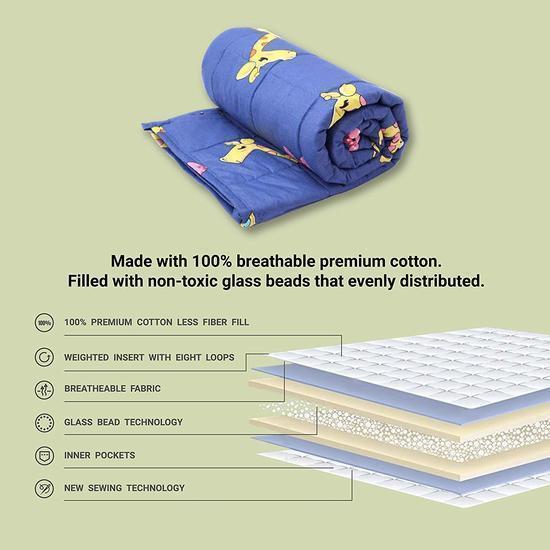 Made with 100% breathable premium cotton.
Filled with non-toxic glass beads that evenly distributed.
100% 100% PREMIUM COTTON LESS FIBER FILL
WEIGHTED INSERT WITH EIGHT LOOPS
BREATHEABLE FABRIC
GLASS BEAD TECHNOLOGY
INNER POCKETS
NEW SEWING TECHNOLOGY